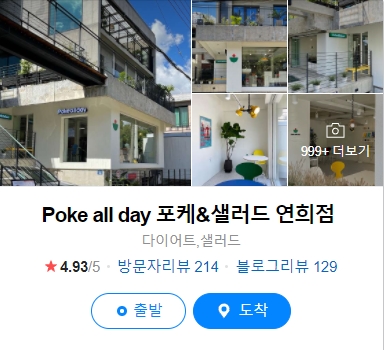 Poke all day
999+ 더보기
Poke all day 포케&샐러드 연희점
다이어트,샐러드
4.93/5 · 방문자리뷰 214 · 블로그리뷰 129
출발 도착